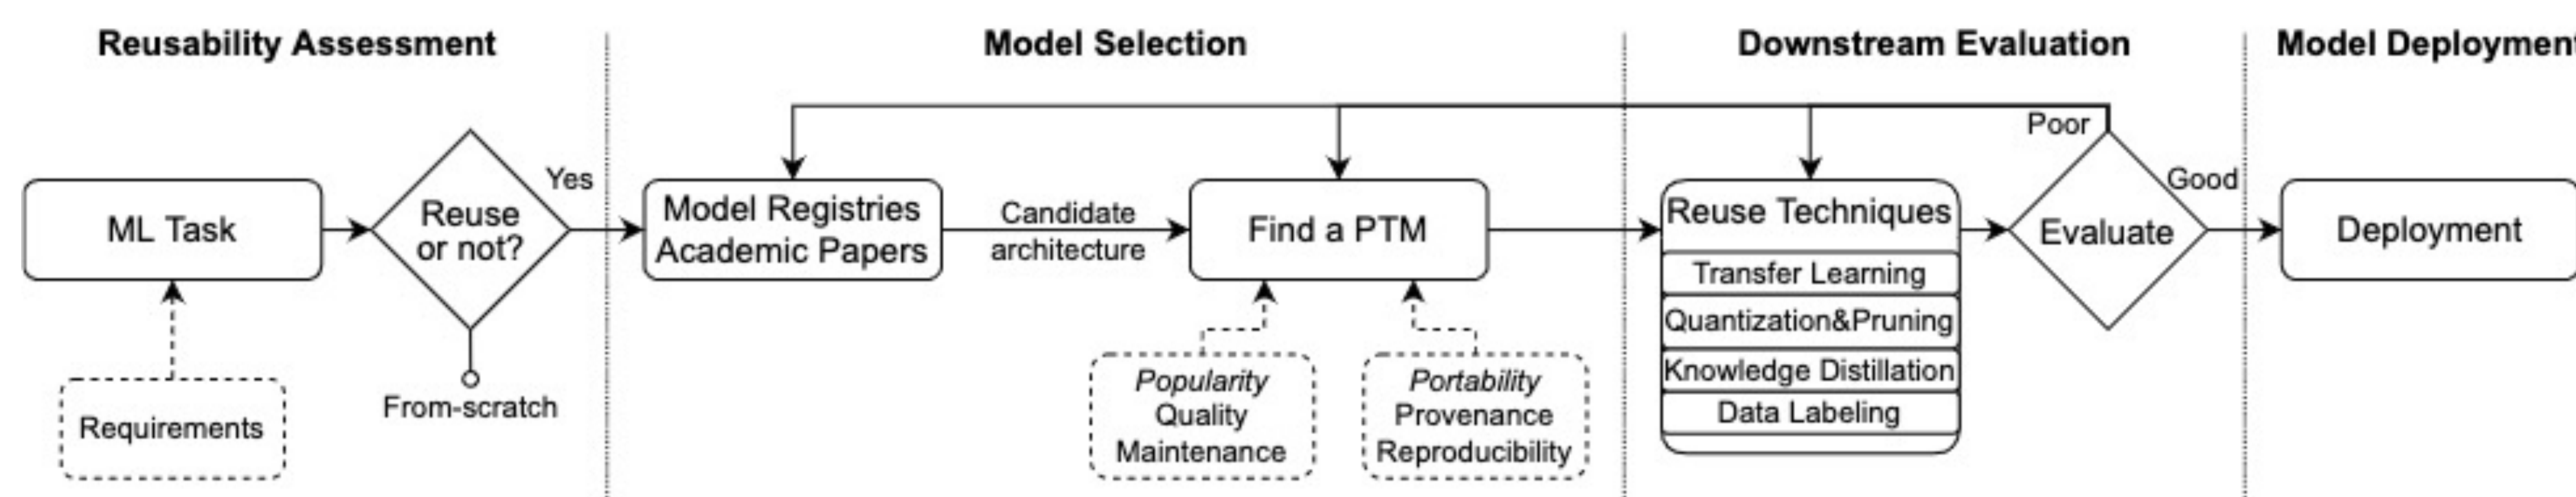 Reusability Assessment
Model Selection
Downstream Evaluation
Model Deployment
ML Task
Reuse
or not?
Yes
From-scratch
Requirements
Model Registries
Academic Papers
Candidate
architecture
Find a PTM
Popularity
Quality
Maintenance
Portability
Provenance
Reproducibility
Reuse Techniques
Transfer Learning
Quantization&Pruning
Knowledge Distillation
Data Labeling
Poor
Evaluate
Good
Deployment